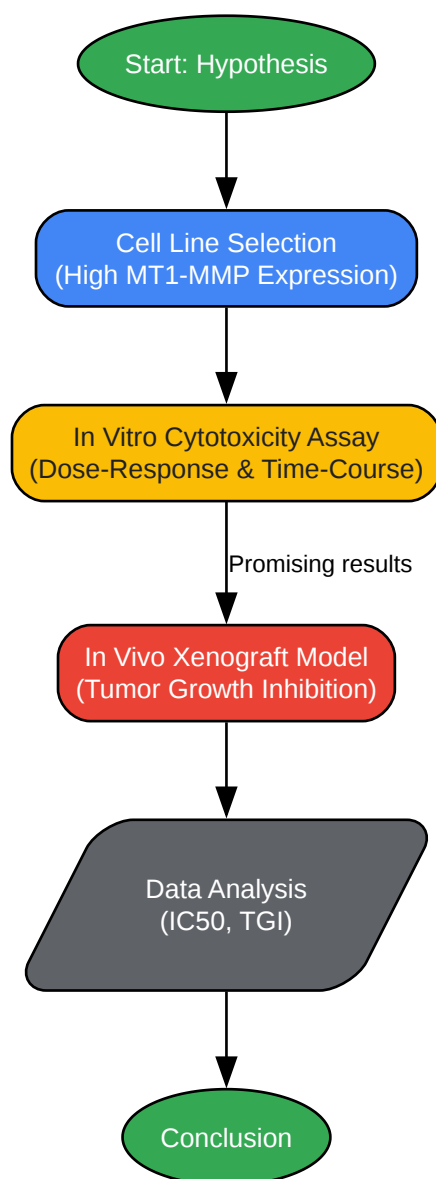 Start: Hypothesis
Cell Line Selection
(High MT1-MMP Expression)
In Vitro Cytotoxicity Assay
(Dose-Response & Time-Course)
Promising results
In Vivo Xenograft Model
(Tumor Growth Inhibition)
Data Analysis
(IC50, TGI)
Conclusion